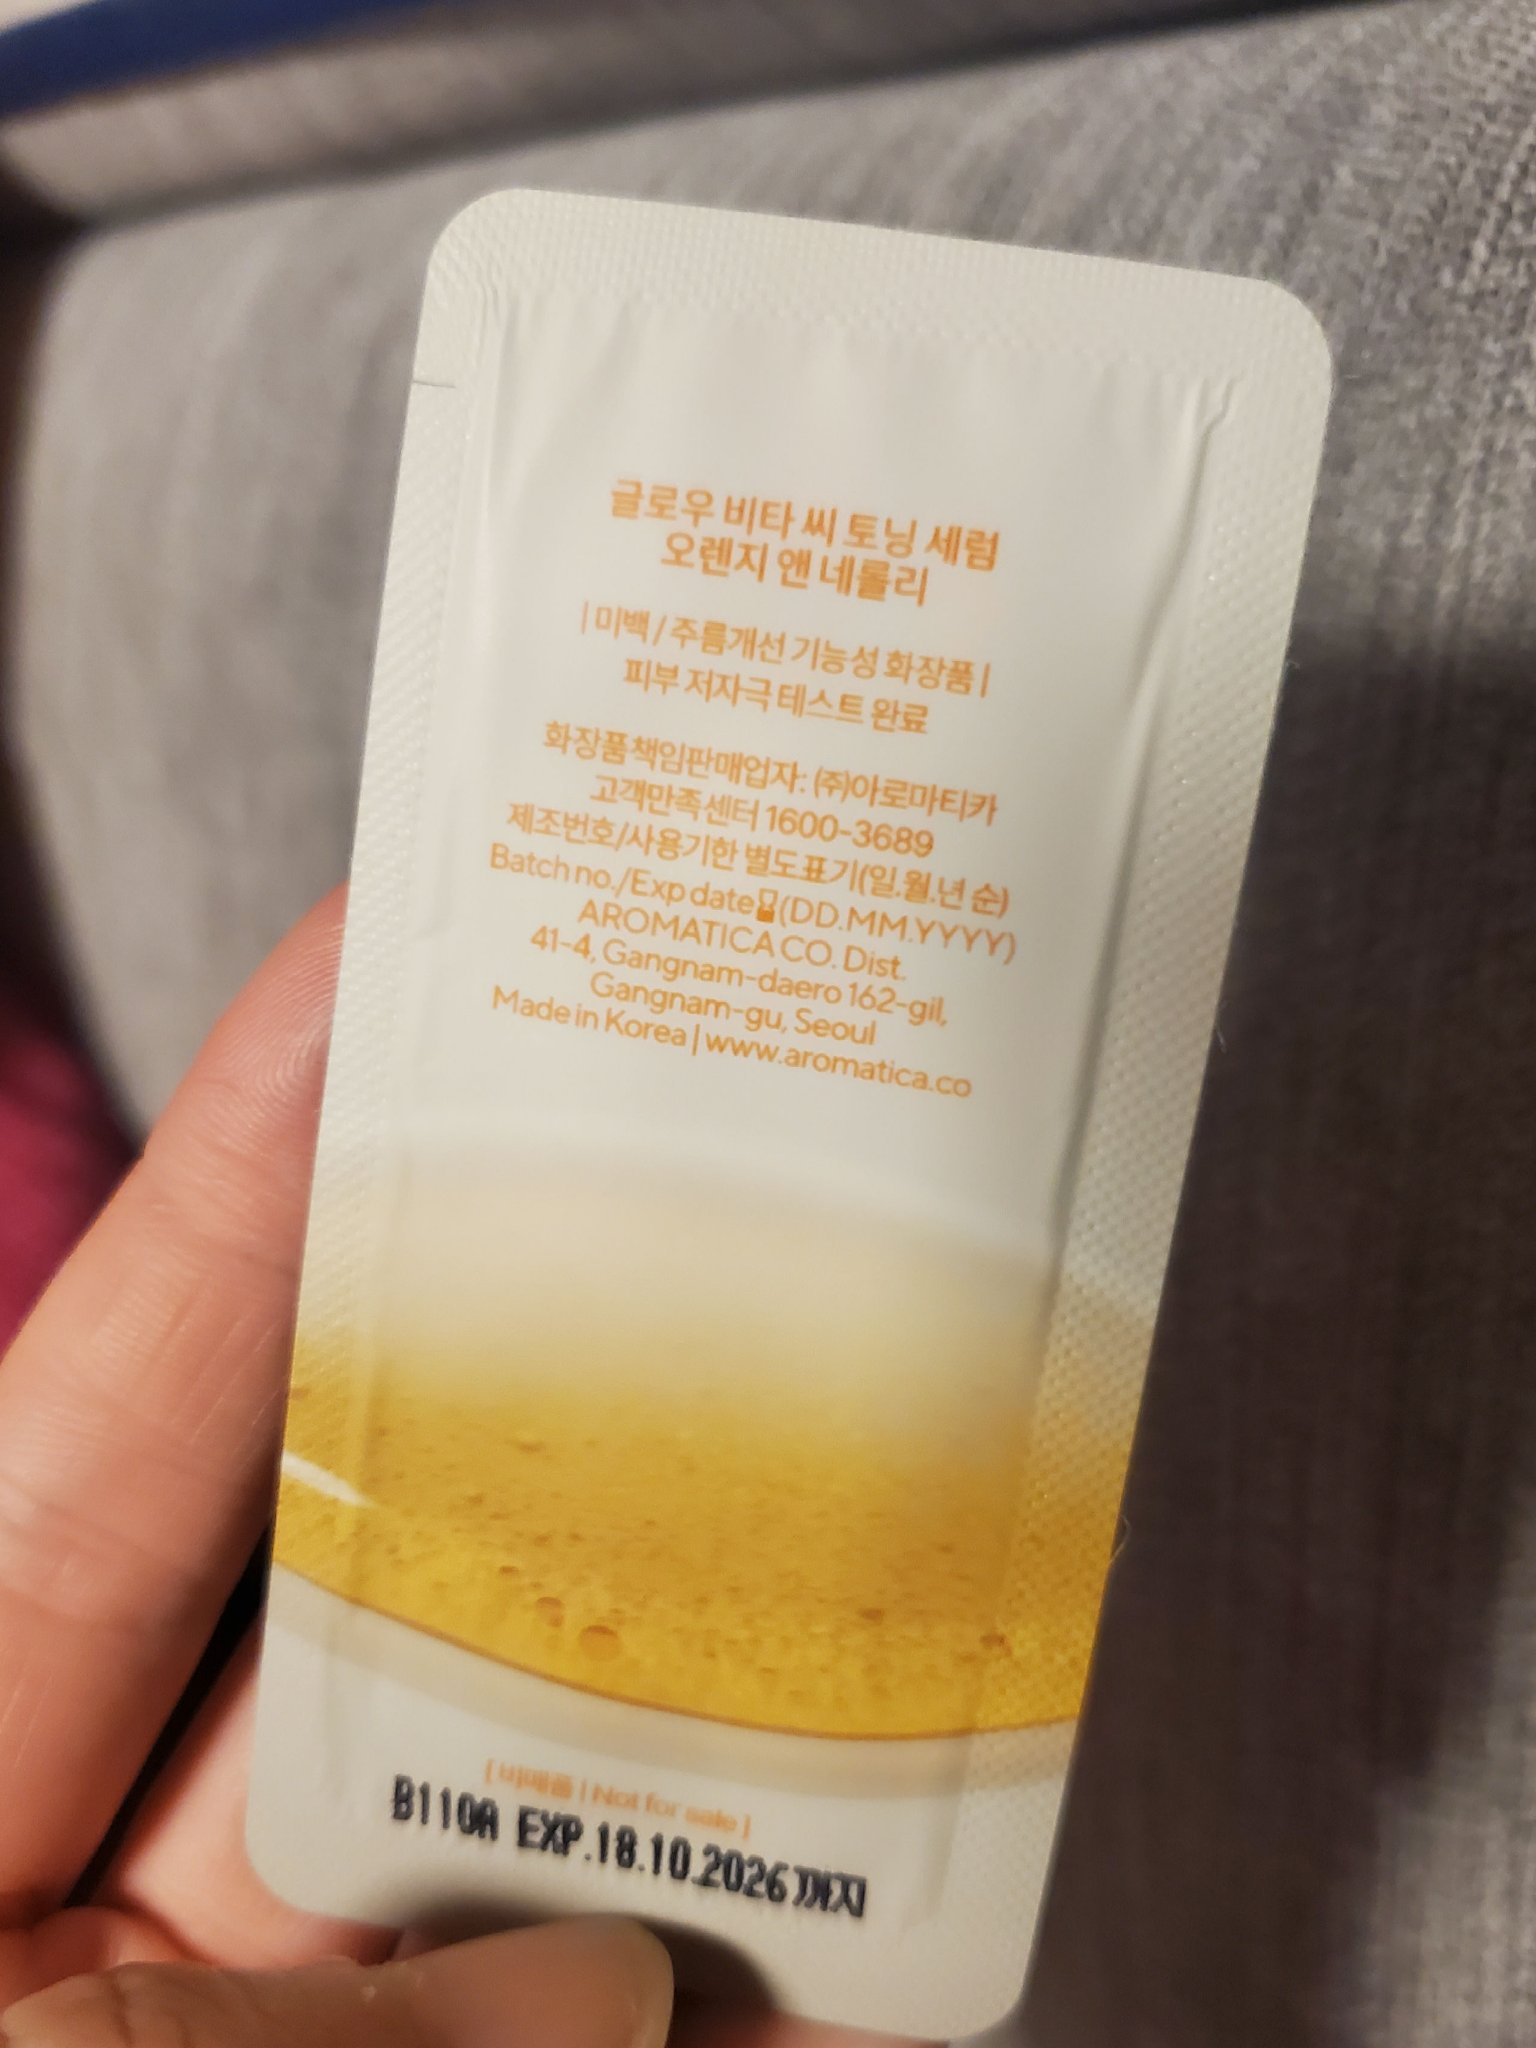 글로우 비타 씨 토닝 세럼
오렌지 앤 네롤리
| 미백 / 주름개선 기능성 화장품 |
피부 저자극 테스트 완료
화장품책임판매업자: ㈜아로마티카
고객만족센터 1600-3689
제조번호/사용기한 별도표기(일.월.년 순)
Batch no./Exp date (DD.MM.YYYY)
AROMATICA CO. Dist.
41-4, Gangnam-daero 162-gil,
Gangnam-gu, Seoul
Made in Korea | www.aromatica.co
[ 비매품 | Not for sale ]
B110A EXP.18.10.2026까지